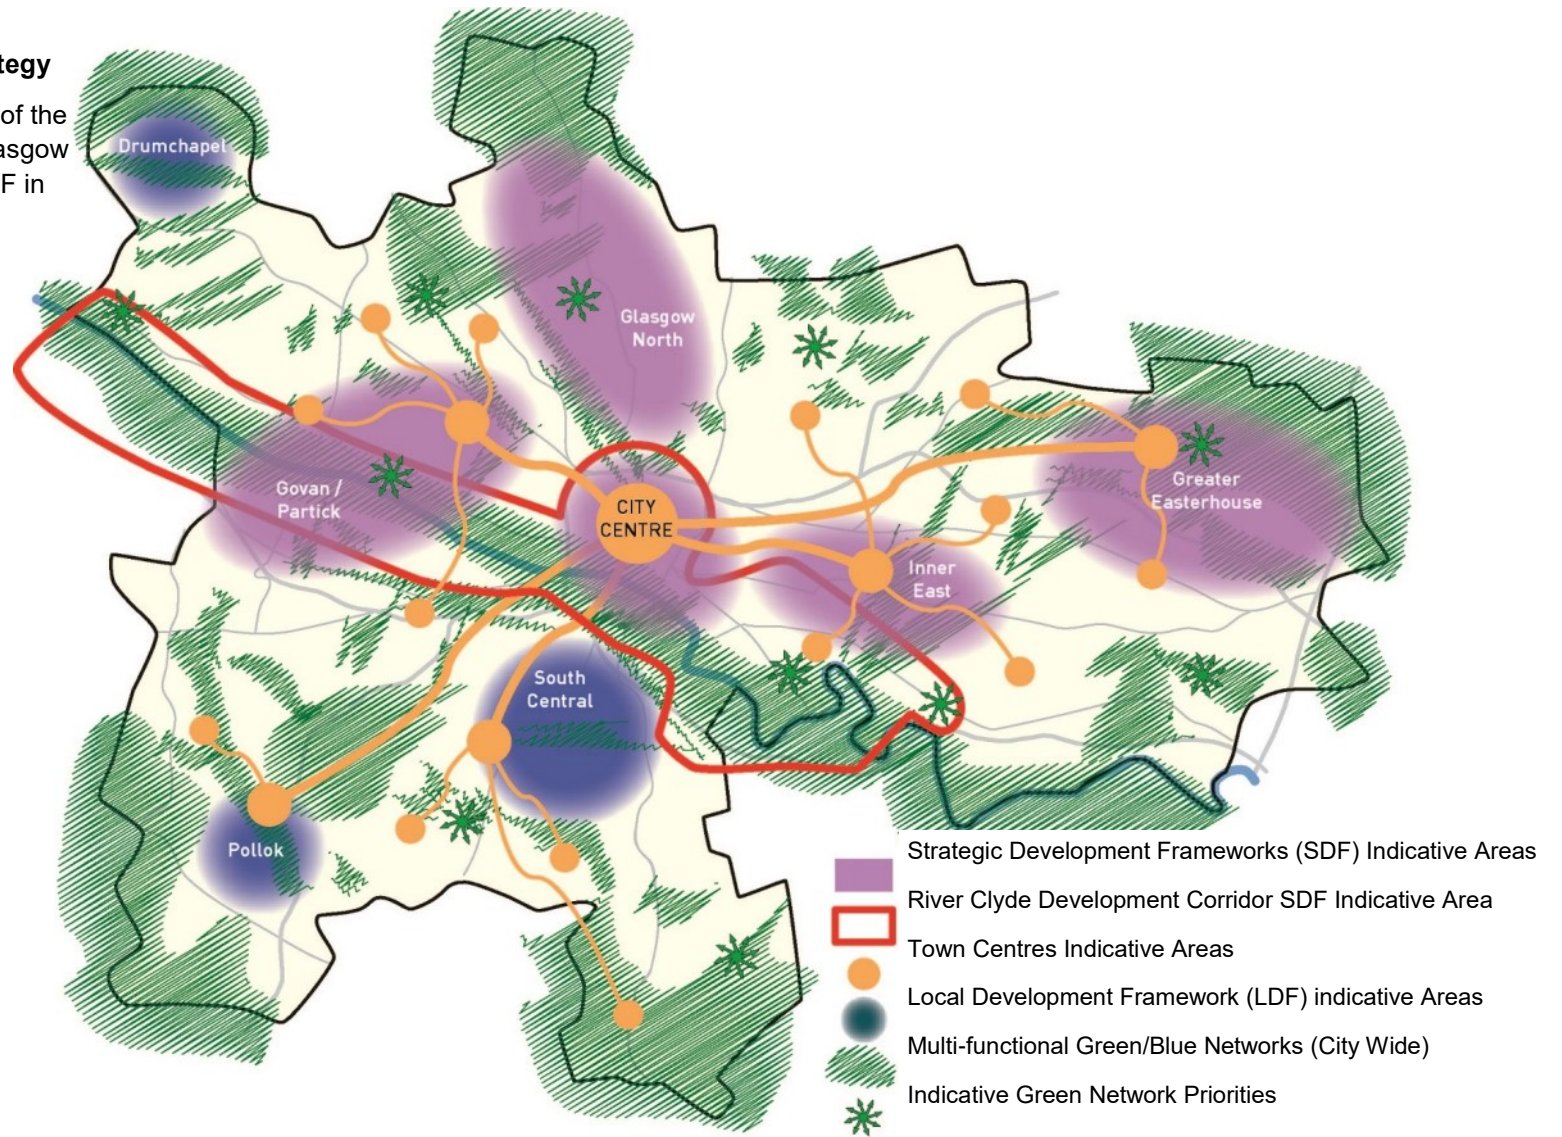 tegy
of the
asgow
F in
Drumchapel
Glasgow
North
Govan /
Partick
CITY
CENTRE
Greater
Easterhouse
Inner
East
South
Central
Pollok
Strategic Development Frameworks (SDF) Indicative Areas
River Clyde Development Corridor SDF Indicative Area
Town Centres Indicative Areas
Local Development Framework (LDF) indicative Areas
Multi-functional Green/Blue Networks (City Wide)
Indicative Green Network Priorities